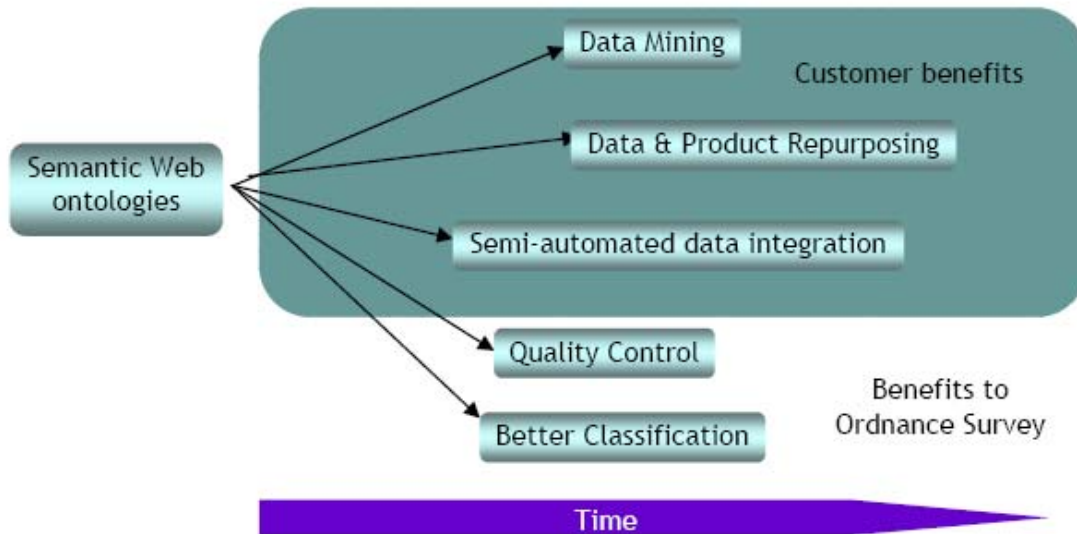 Data Mining
Customer benefits
Data & Product Repurposing
Semantic Web
ontologies
Semi-automated data integration
Quality Control
Benefits to
Ordnance Survey
Better Classification
Time